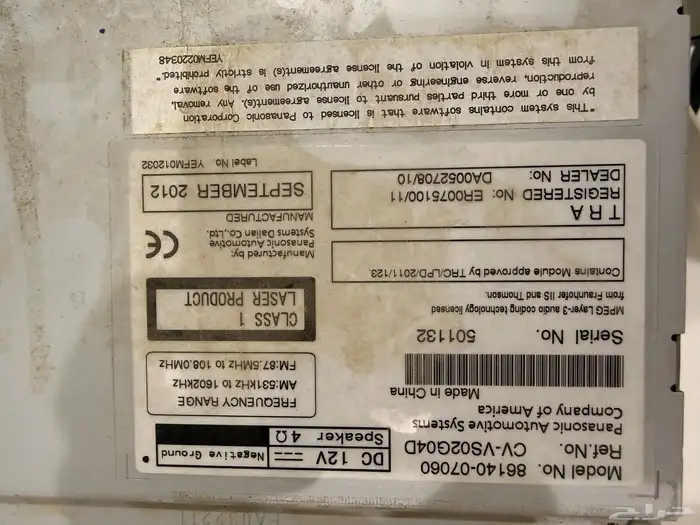 Model No. 86140-07060
Ref.No. CV-VS02G04D
Panasonic Automotive Systems
Company of America
Made in China
Serial No. 501132
MPEG Layer-3 audio coding technology licensed
from Fraunhofer IIS and Thomson.
Contains Module approved by TRC/LPD/2011/123
TRA
REGISTERED No: ER0075100/11
DEALER No: DA0052708/10
DC 12V
Negative Ground
Speaker 4Ω
FREQUENCY RANGE
AM:531kHz to 1602kHz
FM:87.5MHz to 108.0MHz
CLASS 1
LASER PRODUCT
CE
Manufactured by:
Panasonic Automotive
Systems Dalian Co.,Ltd.
MANUFACTURED
SEPTEMBER 2012
Label No. YEFM012032
"This system contains software that is licensed to Panasonic Corporation
by one or more third parties pursuant to license agreement(s). Any removal,
reproduction, reverse engineering or other unauthorized use of the software
from this system in violation of the license agreement(s) is strictly prohibited."
YEFM0220348
حراج